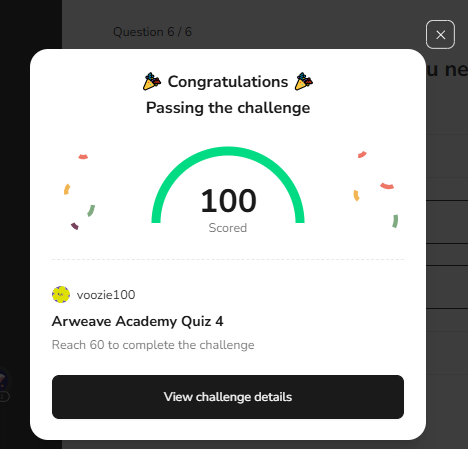 Question 6 / 6
u ne
Congratulations
Passing the challenge
100
Scored
voozie100
Arweave Academy Quiz 4
Reach 60 to complete the challenge
View challenge details